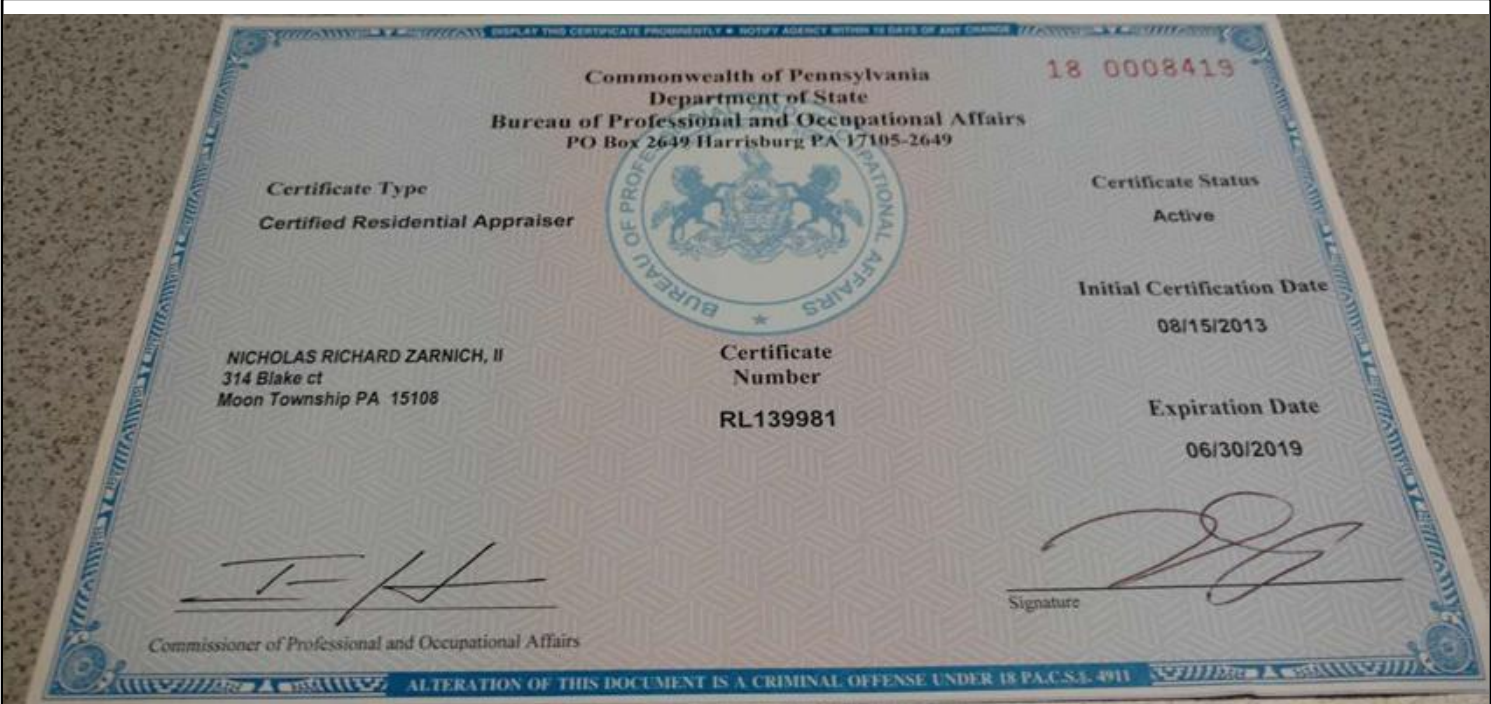 DISPLAY THIS CERTIFICATE PROMINENTLY ★ NOTIFY AGENCY WITHIN 10 DAYS OF ANY CHANGE
18 0008419
Commonwealth of Pennsylvania
Department of State
Bureau of Professional and Occupational Affairs
PO Box 2649 Harrisburg PA 17105-2649
BUREAU OF PROFESSIONAL AND OCCUPATIONAL AFFAIRS ★
Certificate Type
Certified Residential Appraiser
Certificate Status
Active
Initial Certification Date
08/15/2013
NICHOLAS RICHARD ZARNICH, II
314 Blake ct
Moon Township PA 15108
Certificate
Number
RL139981
Expiration Date
06/30/2019
Commissioner of Professional and Occupational Affairs
Signature
ALTERATION OF THIS DOCUMENT IS A CRIMINAL OFFENSE UNDER 18 PA.C.S.§ 4911